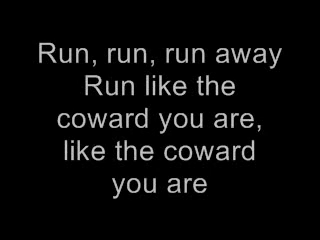 Run, run, run away
Run like the
coward you are,
like the coward
you are